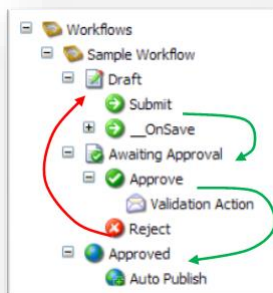 Workflows
Sample Workflow
Draft
Submit
__OnSave
Awaiting Approval
Approve
Validation Action
Reject
Approved
Auto Publish